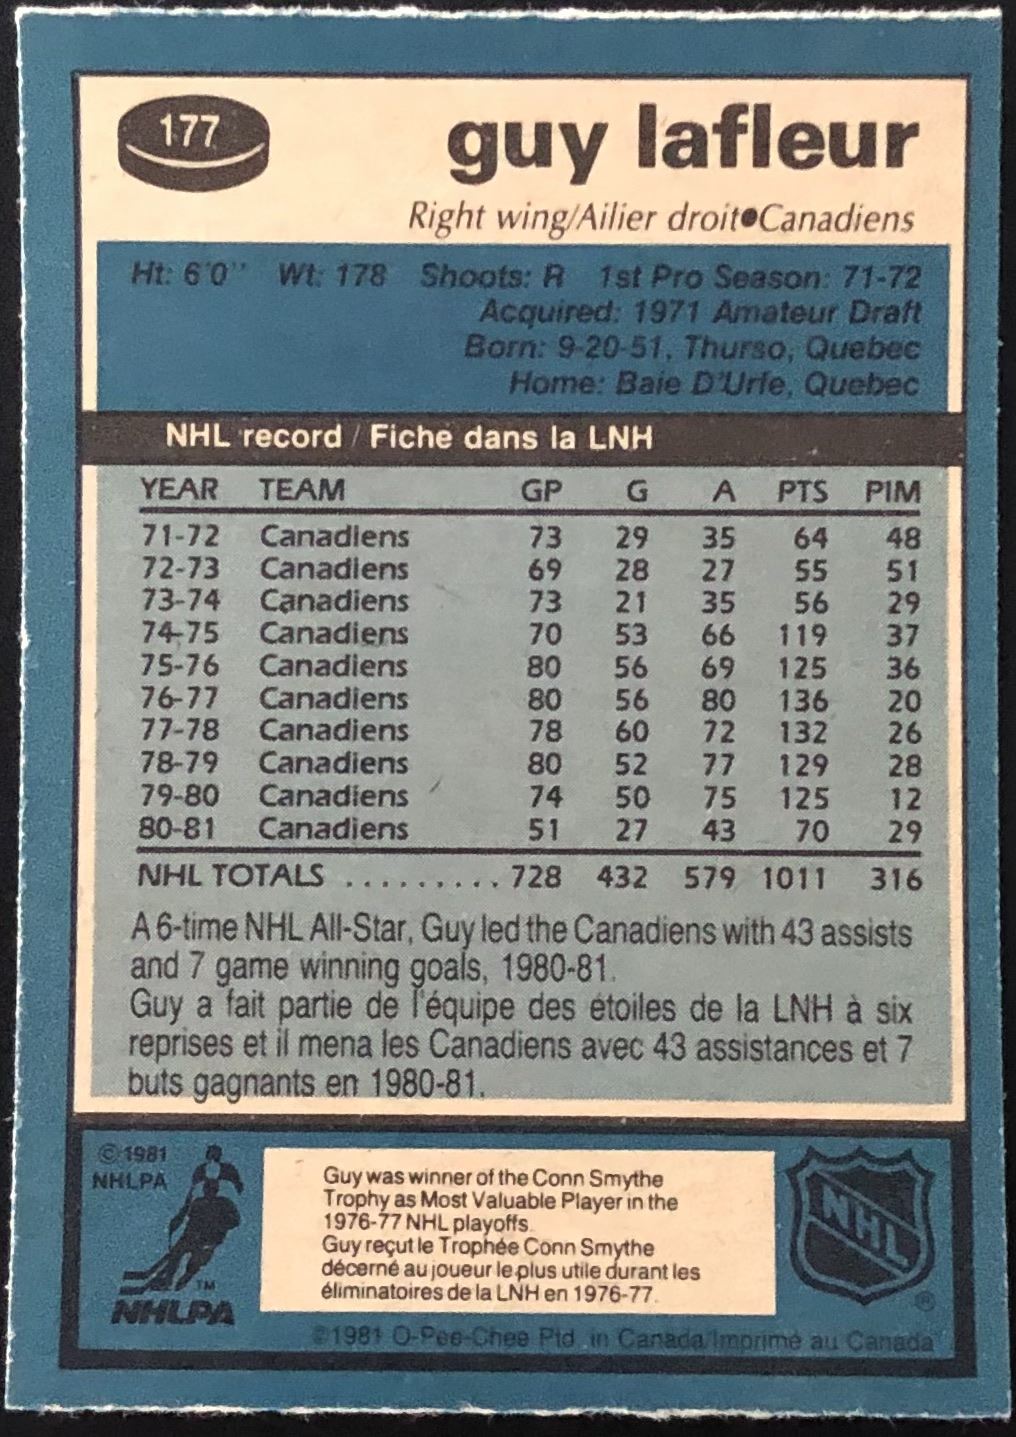 177
guy lafleur
Right wing/Ailier droit●Canadiens
Ht: 6'0'' Wt: 178 Shoots: R 1st Pro Season: 71-72
Acquired: 1971 Amateur Draft
Born: 9-20-51, Thurso, Quebec
Home: Baie D'Urfe, Quebec
NHL record / Fiche dans la LNH
YEAR TEAM GP G A PTS PIM
71-72 Canadiens 73 29 35 64 48
72-73 Canadiens 69 28 27 55 51
73-74 Canadiens 73 21 35 56 29
74-75 Canadiens 70 53 66 119 37
75-76 Canadiens 80 56 69 125 36
76-77 Canadiens 80 56 80 136 20
77-78 Canadiens 78 60 72 132 26
78-79 Canadiens 80 52 77 129 28
79-80 Canadiens 74 50 75 125 12
80-81 Canadiens 51 27 43 70 29
NHL TOTALS ......... 728 432 579 1011 316
A 6-time NHL All-Star, Guy led the Canadiens with 43 assists
and 7 game winning goals, 1980-81.
Guy a fait partie de l'équipe des étoiles de la LNH à six
reprises et il mena les Canadiens avec 43 assistances et 7
buts gagnants en 1980-81.
©1981
NHLPA
TM
NHLPA
Guy was winner of the Conn Smythe
Trophy as Most Valuable Player in the
1976-77 NHL playoffs.
Guy reçut le Trophée Conn Smythe
décerné au joueur le plus utile durant les
éliminatoires de la LNH en 1976-77.
NHL
®
©1981 O-Pee-Chee Ptd. in Canada/Imprimé au Canada